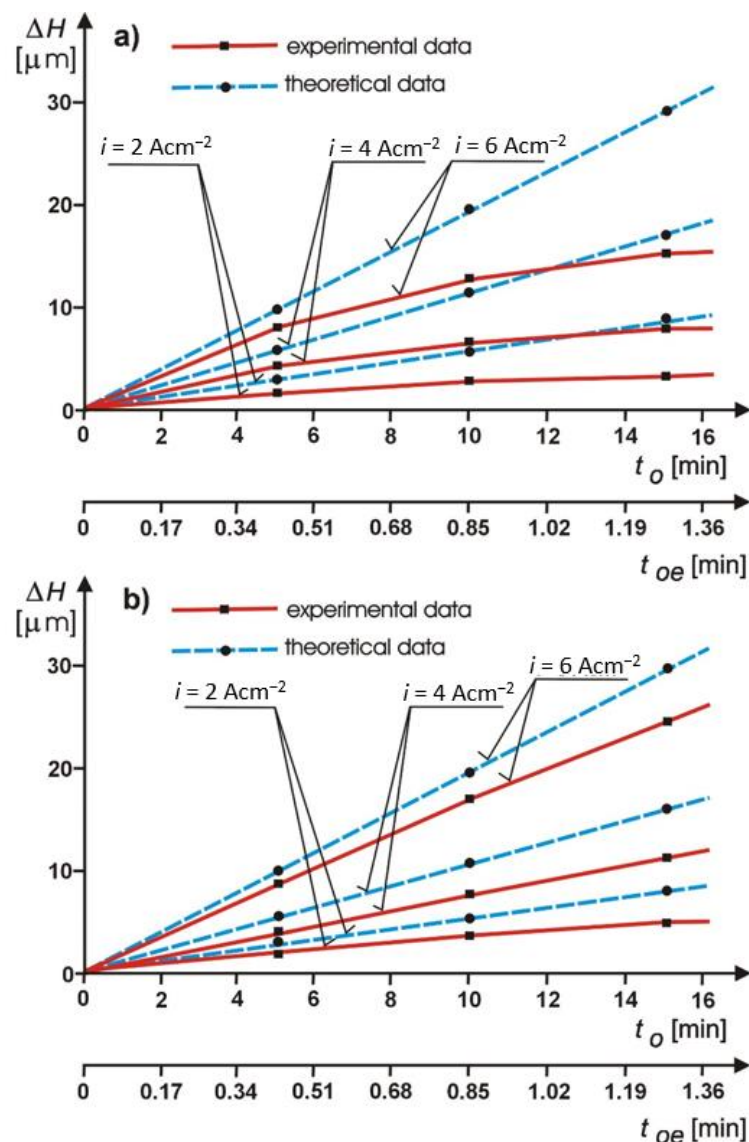 ΔH
[μm]
a)
experimental data
theoretical data
i = 2 Acm⁻²
i = 4 Acm⁻²
i = 6 Acm⁻²
30
20
10
0
0 2 4 6 8 10 12 14 16
t o [min]
0 0.17 0.34 0.51 0.68 0.85 1.02 1.19 1.36
t oe [min]
ΔH
[μm]
b)
experimental data
theoretical data
i = 2 Acm⁻²
i = 4 Acm⁻²
i = 6 Acm⁻²
30
20
10
0
0 2 4 6 8 10 12 14 16
t o [min]
0 0.17 0.34 0.51 0.68 0.85 1.02 1.19 1.36
t oe [min]